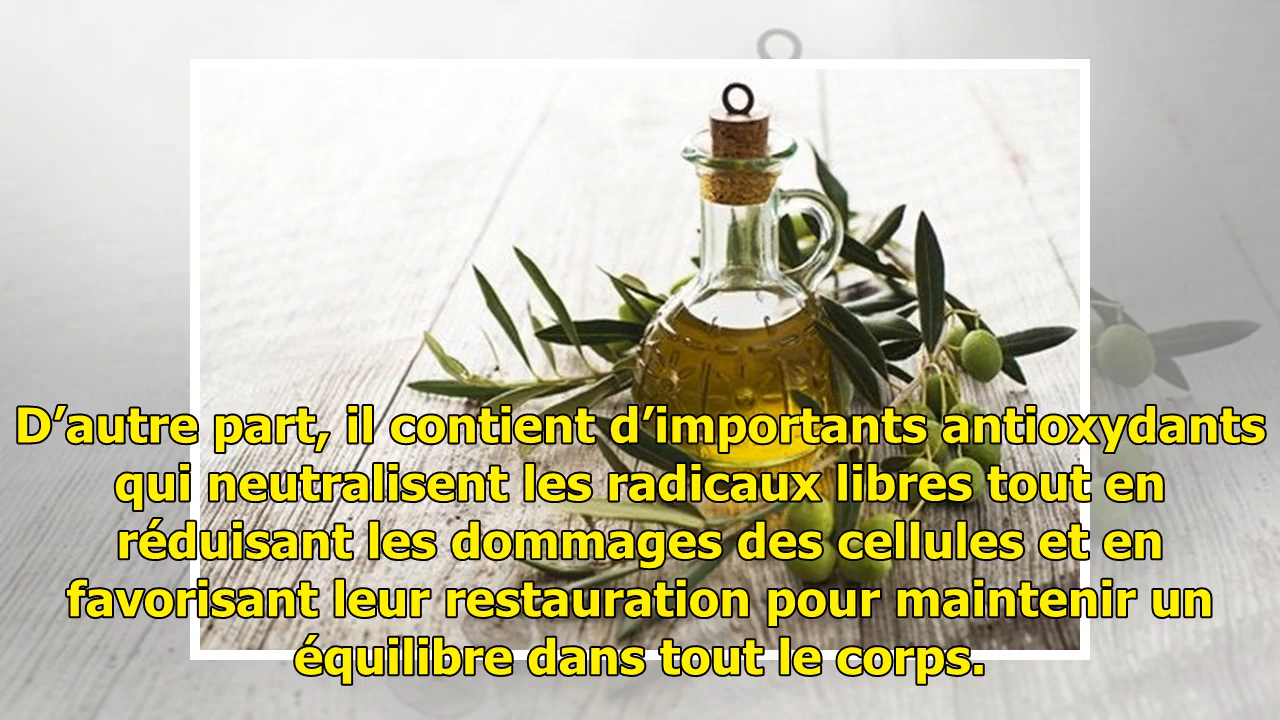 D’autre part, il contient d’importants antioxydants
qui neutralisent les radicaux libres tout en
réduisant les dommages des cellules et en
favorisant leur restauration pour maintenir un
équilibre dans tout le corps.